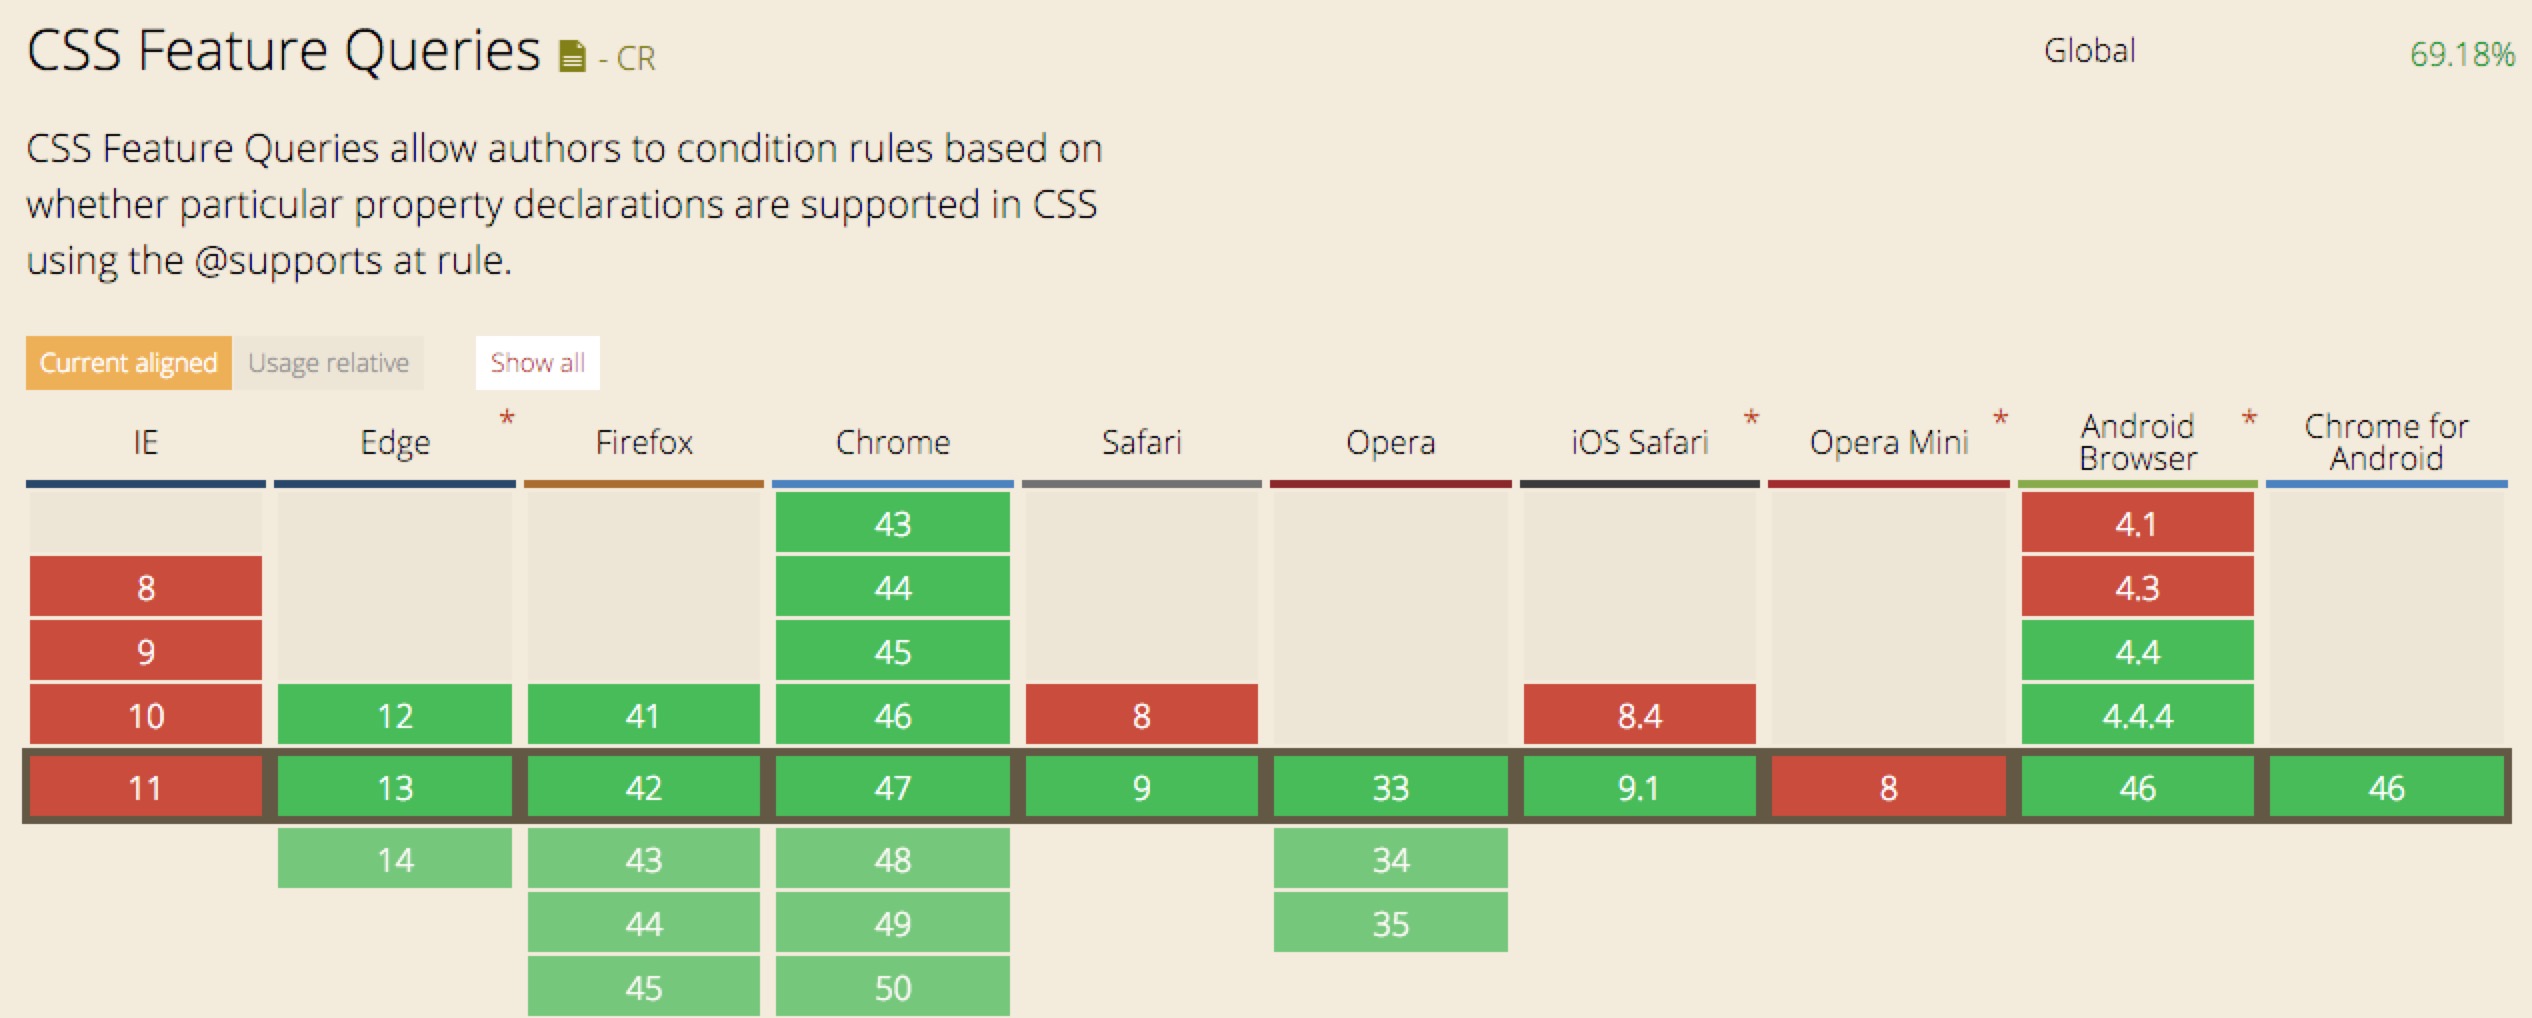 CSS Feature Queries - CR
Global 69.18%
CSS Feature Queries allow authors to condition rules based on
whether particular property declarations are supported in CSS
using the @supports at rule.
Current aligned Usage relative Show all
IE Edge * Firefox Chrome Safari Opera iOS Safari * Opera Mini * Android Browser * Chrome for Android
43 4.1
8 44 4.3
9 45 4.4
10 12 41 46 8 8.4 4.4.4
11 13 42 47 9 33 9.1 8 46 46
14 43 48 34
44 49 35
45 50